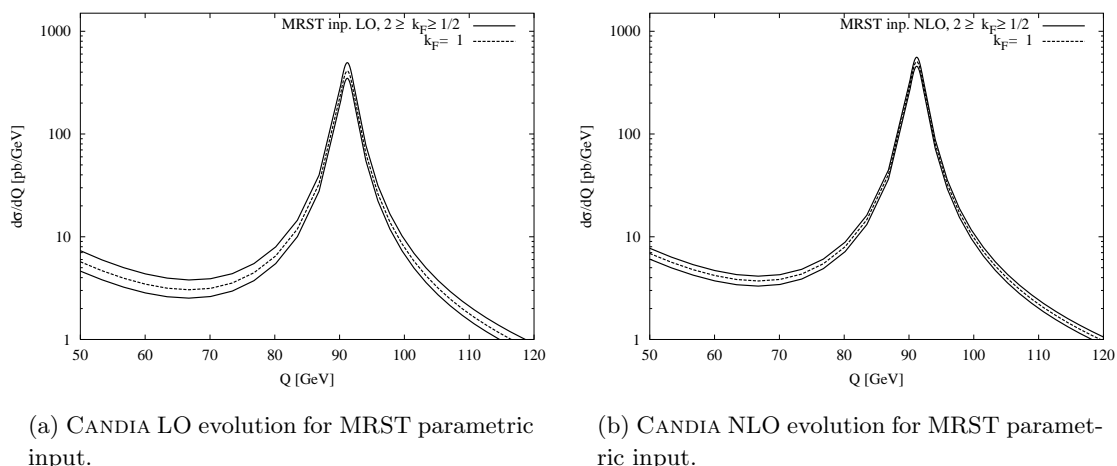 1000
100
10
1
dσ/dQ [pb/GeV]
MRST inp. LO, 2 ≥ k_F ≥ 1/2
k_F = 1
50 60 70 80 90 100 110 120
Q [GeV]
(a) CANDIA LO evolution for MRST parametric
input.
1000
100
10
1
dσ/dQ [pb/GeV]
MRST inp. NLO, 2 ≥ k_F ≥ 1/2
k_F = 1
50 60 70 80 90 100 110 120
Q [GeV]
(b) CANDIA NLO evolution for MRST paramet-
ric input.